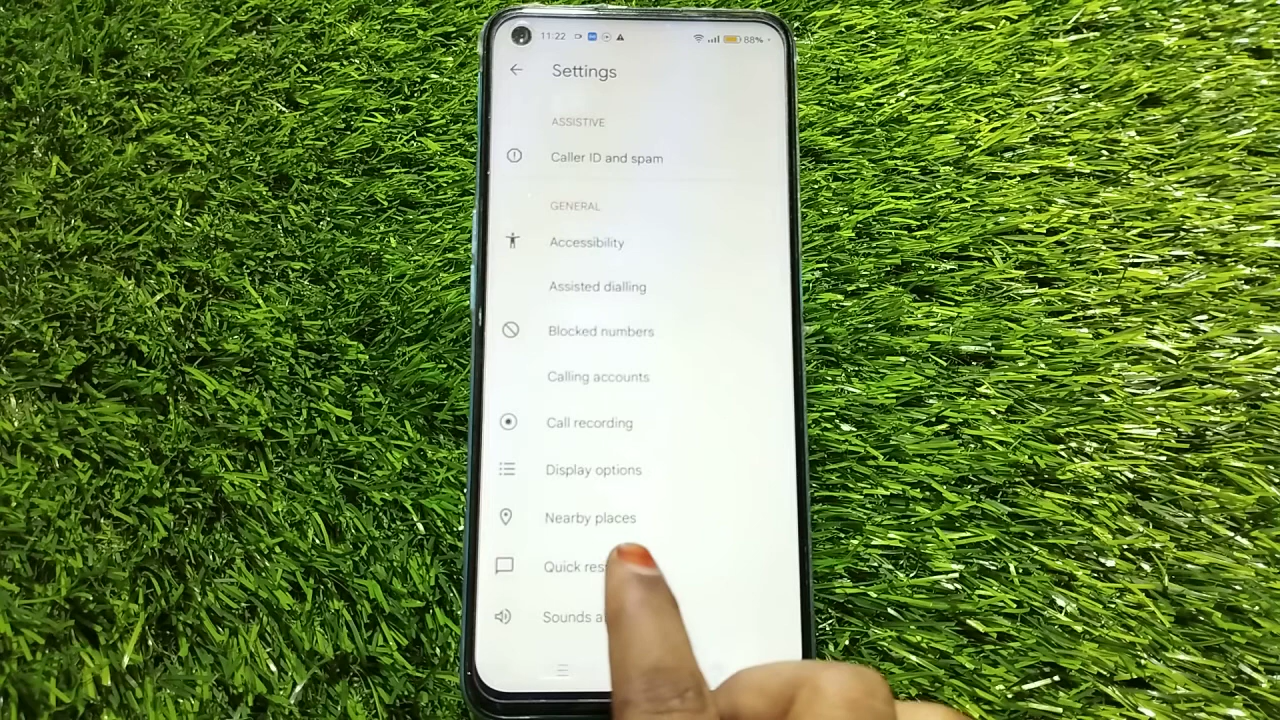 11:22 88%
Settings
ASSISTIVE
Caller ID and spam
GENERAL
Accessibility
Assisted dialling
Blocked numbers
Calling accounts
Call recording
Display options
Nearby places
Quick
Sounds